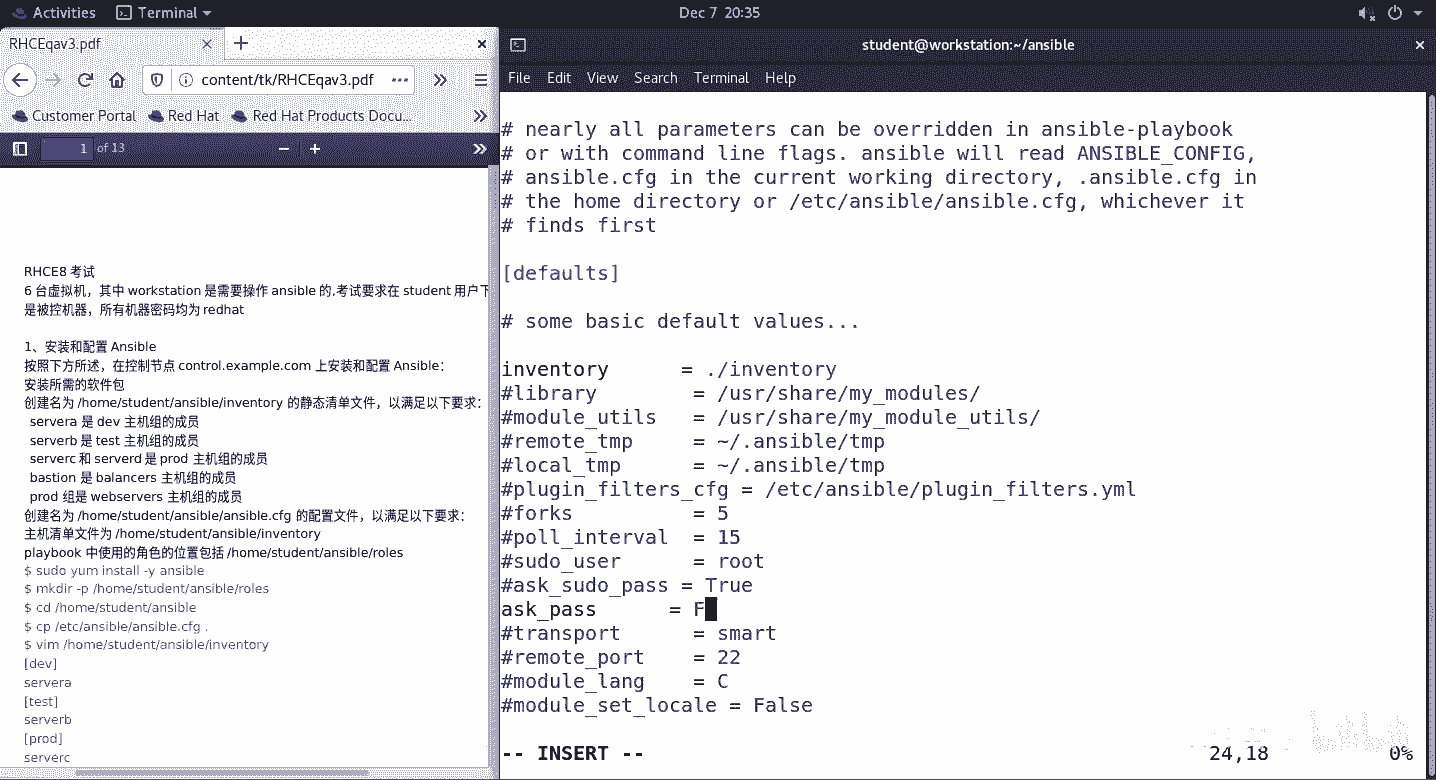 Activities Terminal Dec 7 20:35
RHCEqav3.pdf
content/tk/RHCEqav3.pdf
Customer Portal Red Hat Red Hat Products Docu…
1 of 13
RHCE8 考试
6 台虚拟机，其中 workstation 是需要操作 ansible 的,考试要求在 student 用户下
是被控机器，所有机器密码均为 redhat
1、安装和配置 Ansible
按照下方所述，在控制节点 control.example.com 上安装和配置 Ansible：
安装所需的软件包
创建名为 /home/student/ansible/inventory 的静态清单文件，以满足以下要求：
servera 是 dev 主机组的成员
serverb 是 test 主机组的成员
serverc 和 serverd 是 prod 主机组的成员
bastion 是 balancers 主机组的成员
prod 组是 webservers 主机组的成员
创建名为 /home/student/ansible/ansible.cfg 的配置文件，以满足以下要求：
主机清单文件为 /home/student/ansible/inventory
playbook 中使用的角色的位置包括 /home/student/ansible/roles
$ sudo yum install -y ansible
$ mkdir -p /home/student/ansible/roles
$ cd /home/student/ansible
$ cp /etc/ansible/ansible.cfg .
$ vim /home/student/ansible/inventory
[dev]
servera
[test]
serverb
[prod]
serverc
student@workstation:~/ansible
File Edit View Search Terminal Help
# nearly all parameters can be overridden in ansible-playbook
# or with command line flags. ansible will read ANSIBLE_CONFIG,
# ansible.cfg in the current working directory, .ansible.cfg in
# the home directory or /etc/ansible/ansible.cfg, whichever it
# finds first
[defaults]
# some basic default values...
inventory      = ./inventory
#library        = /usr/share/my_modules/
#module_utils   = /usr/share/my_module_utils/
#remote_tmp     = ~/.ansible/tmp
#local_tmp      = ~/.ansible/tmp
#plugin_filters_cfg = /etc/ansible/plugin_filters.yml
#forks          = 5
#poll_interval  = 15
#sudo_user      = root
#ask_sudo_pass = True
ask_pass      = F
#transport      = smart
#remote_port    = 22
#module_lang    = C
#module_set_locale = False
-- INSERT -- 24,18 0%